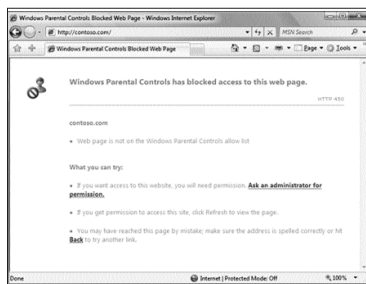 Windows Parental Controls Blocked Web Page - Windows Internet Explorer
http://contoso.com/
MSN Search
Windows Parental Controls Blocked Web Page
Page
Tools
Windows Parental Controls has blocked access to this web page.
HTTP 450
contoso.com
• Web page is not on the Windows Parental Controls allow list
What you can try:
• If you want access to this website, you will need permission. Ask an administrator for
permission.
• If you get permission to access this site, click Refresh to view the page.
• You may have reached this page by mistake; make sure the address is spelled correctly or hit
Back to try another link.
Done
Internet | Protected Mode: Off
100%